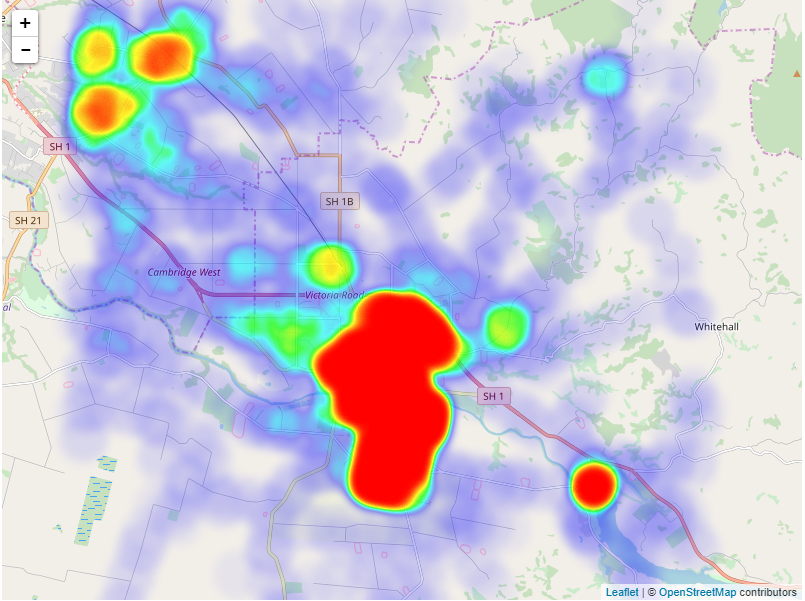 +
−
SH 1
SH 1B
SH 21
Cambridge West
Victoria Road
al
Whitehall
SH 1
Leaflet | © OpenStreetMap contributors